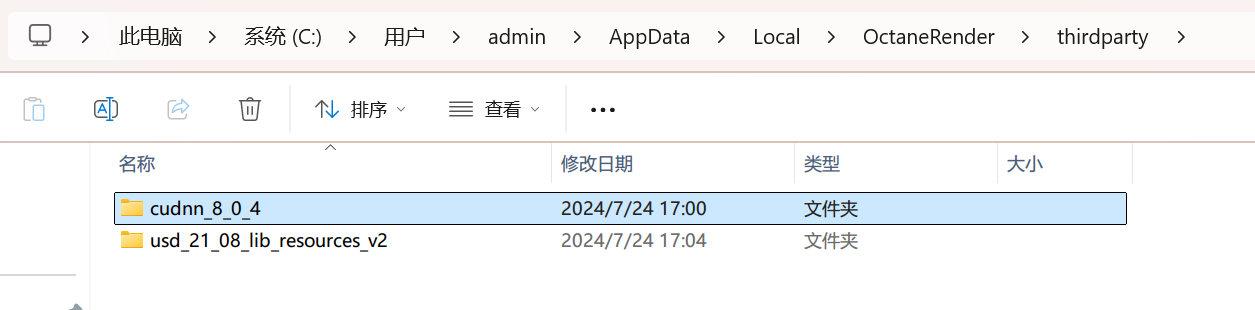 此电脑 > 系统 (C:) > 用户 > admin > AppData > Local > OctaneRender > thirdparty >
A 排序 查看
名称 修改日期 类型 大小
cudnn_8_0_4 2024/7/24 17:00 文件夹
usd_21_08_lib_resources_v2 2024/7/24 17:04 文件夹